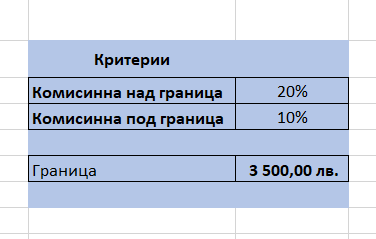 Критерии
Комисинна над граница 20%
Комисинна под граница 10%
Граница 3 500,00 лв.